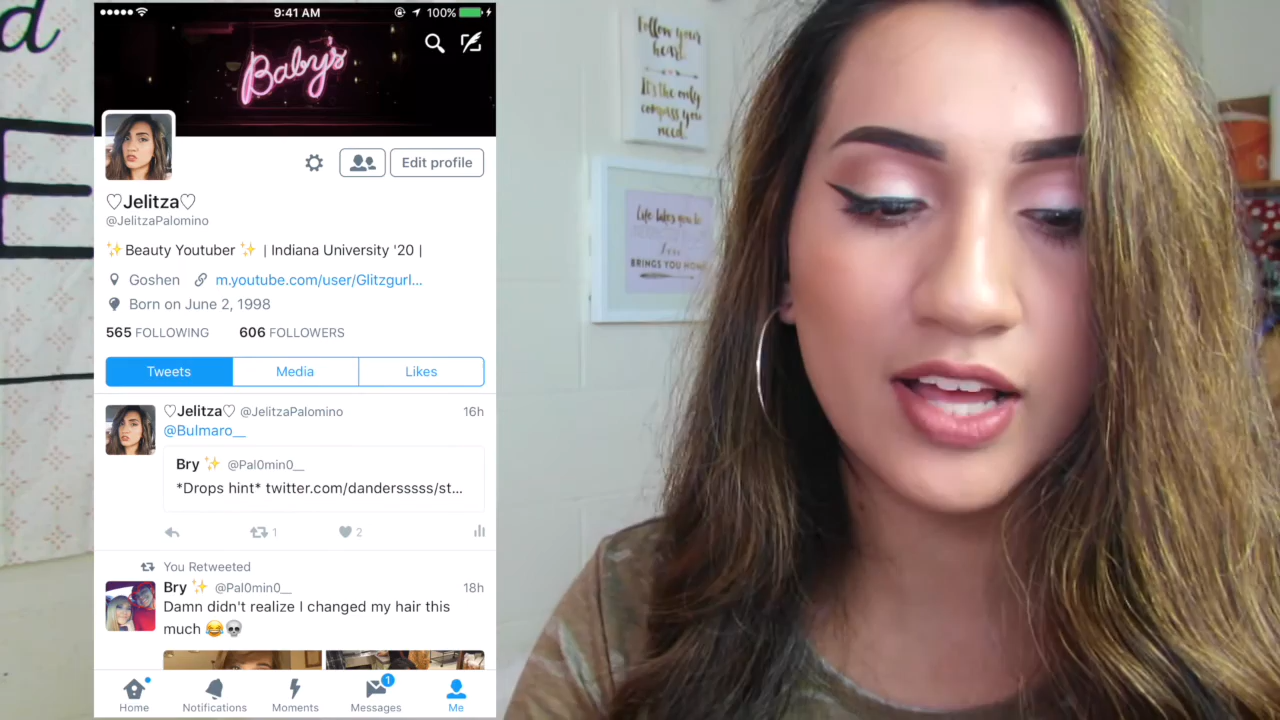 9:41 AM
100%
Baby's
Edit profile
♡Jelitza♡
@JelitzaPalomino
✨Beauty Youtuber ✨ | Indiana University '20 |
Goshen m.youtube.com/user/Glitzgurl...
Born on June 2, 1998
565 FOLLOWING 606 FOLLOWERS
Tweets Media Likes
♡Jelitza♡ @JelitzaPalomino 16h
@Bulmaro__
Bry ✨ @Pal0min0__
*Drops hint* twitter.com/dandersssss/st...
1 2
You Retweeted
Bry ✨ @Pal0min0__ 18h
Damn didn't realize I changed my hair this
much 😂💀
1
Home Notifications Moments Messages Me
d
E
Follow your
heart.
It's the only
compass you
need.
Life takes you to
Love
BRINGS YOU HOME